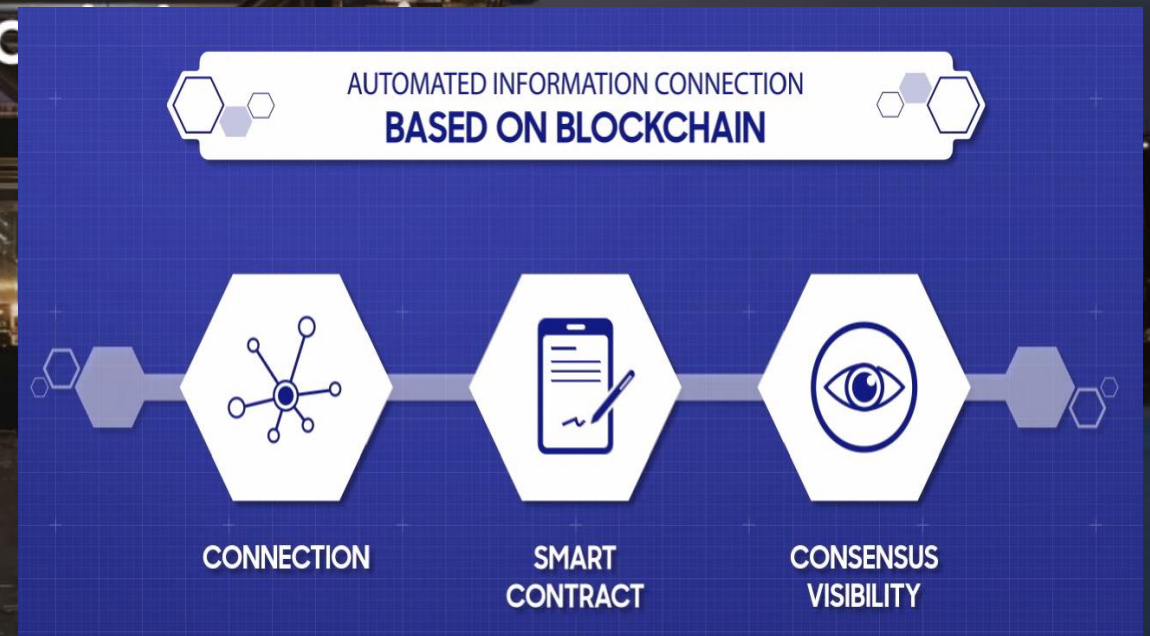 AUTOMATED INFORMATION CONNECTION
BASED ON BLOCKCHAIN
CONNECTION
SMART
CONTRACT
CONSENSUS
VISIBILITY